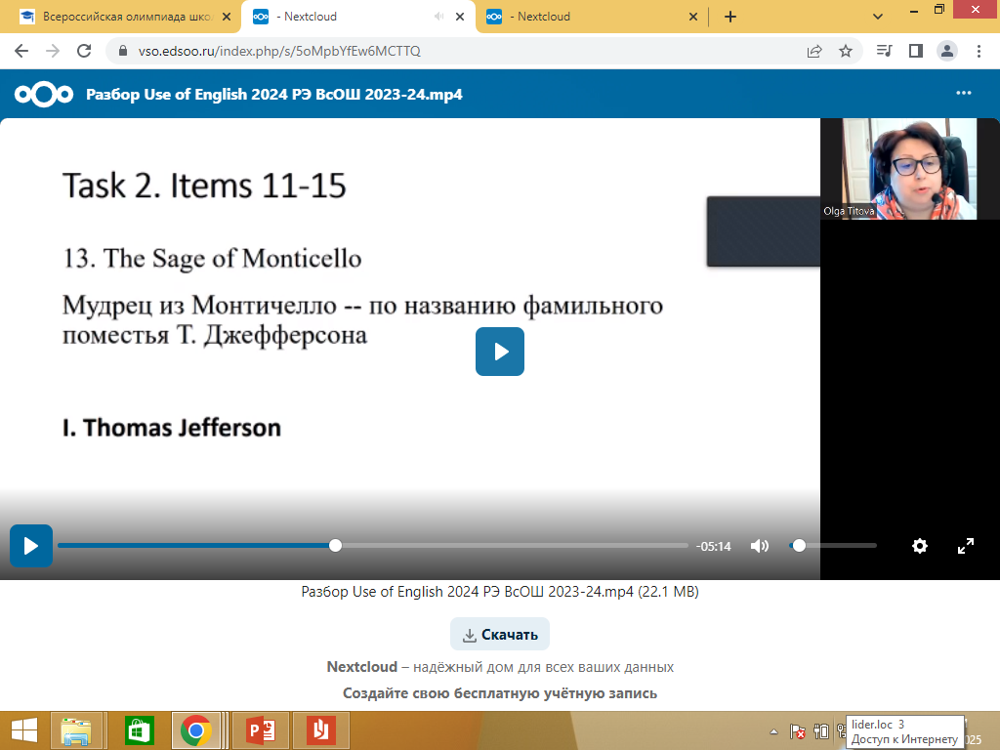 Всероссийская олимпиада шко
- Nextcloud
- Nextcloud
vso.edsoo.ru/index.php/s/5oMpbYfEw6MCTTQ
Разбор Use of English 2024 РЭ ВсОШ 2023-24.mp4
Task 2. Items 11-15
13. The Sage of Monticello
Мудрец из Монтичелло -- по названию фамильного
поместья Т. Джефферсона
I. Thomas Jefferson
Olga Titova
-05:14
Разбор Use of English 2024 РЭ ВсОШ 2023-24.mp4 (22.1 MB)
Скачать
Nextcloud – надёжный дом для всех ваших данных
Создайте свою бесплатную учётную запись
lider.loc 3
Доступ к Интернету